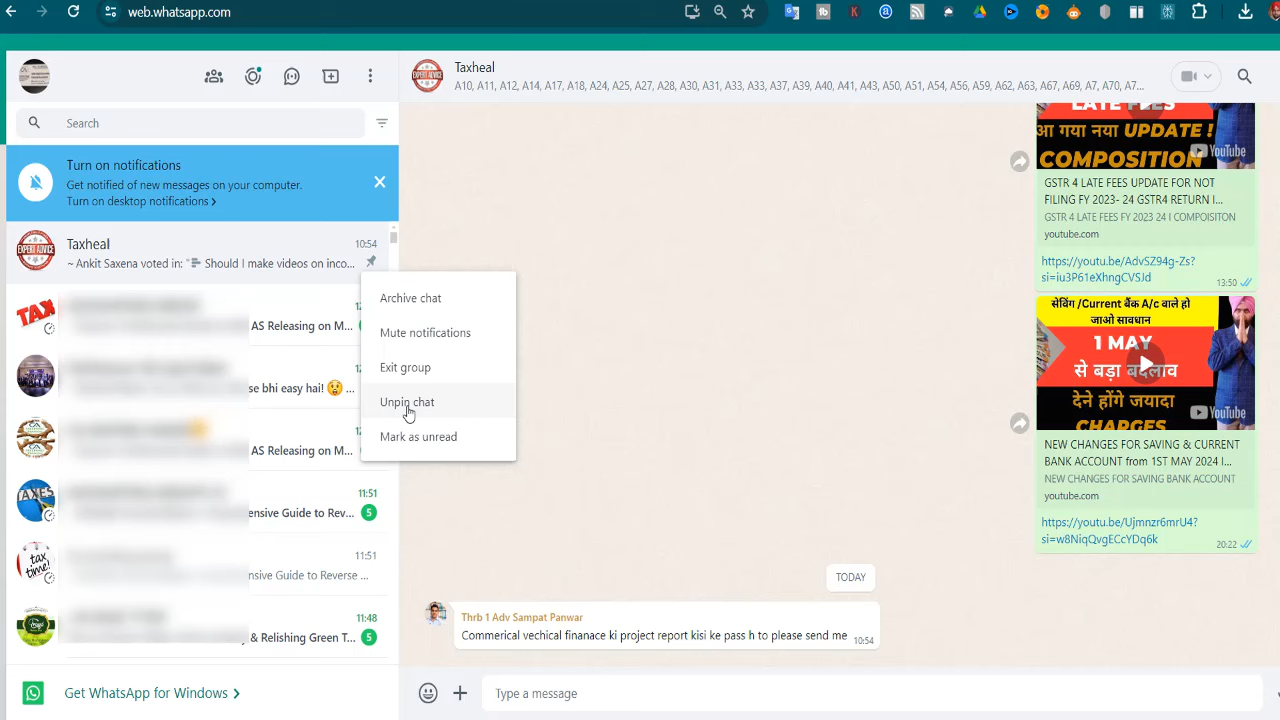 web.whatsapp.com
Taxheal
A10, A11, A12, A14, A17, A18, A24, A25, A27, A28, A30, A31, A33, A33, A37, A39, A40, A41, A43, A50, A51, A54, A56, A59, A62, A63, A67, A69, A7, A70, A7...
Search
Turn on notifications
Get notified of new messages on your computer.
Turn on desktop notifications >
EXPERT ADVICE
Taxheal
10:54
~ Ankit Saxena voted in: Should I make videos on inco...
TAX
AS Releasing on M...
se bhi easy hai! 😲 ...
AS Releasing on M...
TAXES
11:51
ensive Guide to Rev...
5
tax time!
11:51
ensive Guide to Reverse ...
11:48
y & Relishing Green T...
5
Get WhatsApp for Windows >
Archive chat
Mute notifications
Exit group
Unpin chat
Mark as unread
LATE FEES
आ गया नया UPDATE !
COMPOSITION
YouTube
GSTR 4 LATE FEES UPDATE FOR NOT
FILING FY 2023- 24 GSTR4 RETURN I...
GSTR 4 LATE FEES FY 2023 24 I COMPOISITON
youtube.com
https://youtu.be/AdvSZ94g-Zs?
si=iu3P61eXhngCVSJd
13:50
सेविंग /Current बैंक A/c वाले हो
जाओ सावधान
1 MAY
से बड़ा बदलाव
देने होंगे जयादा
CHARGES
YouTube
NEW CHANGES FOR SAVING & CURRENT
BANK ACCOUNT from 1ST MAY 2024 I...
NEW CHANGES FOR SAVING BANK ACCOUNT
youtube.com
https://youtu.be/Ujmnzr6mrU4?
si=w8NiqQvgECcYDq6k
20:22
TODAY
Thrb 1 Adv Sampat Panwar
Commerical vechical finanace ki project report kisi ke pass h to please send me
10:54
Type a message